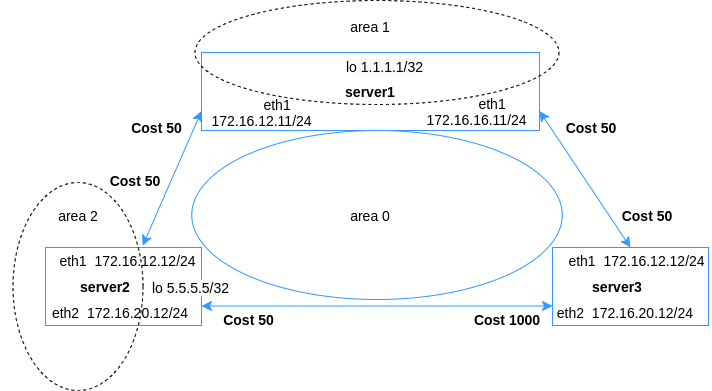 area 1
lo 1.1.1.1/32
server1
eth1
172.16.12.11/24
eth1
172.16.16.11/24
Cost 50
Cost 50
Cost 50
Cost 50
area 2
area 0
eth1 172.16.12.12/24
server2
lo 5.5.5.5/32
eth2 172.16.20.12/24
eth1 172.16.12.12/24
server3
eth2 172.16.20.12/24
Cost 50
Cost 1000